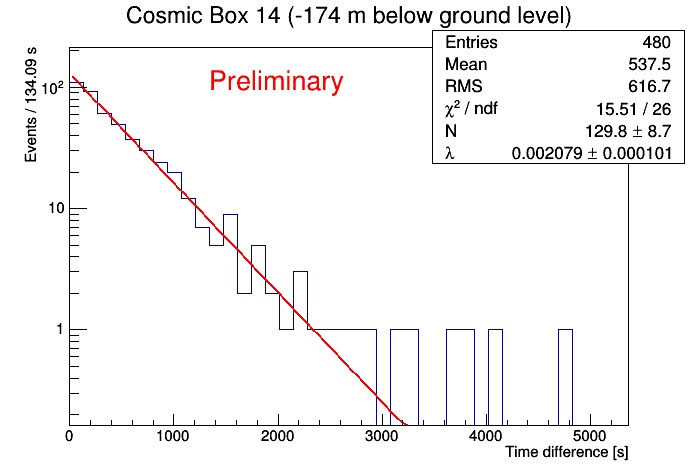 Cosmic Box 14 (-174 m below ground level)
Entries 480
Mean 537.5
RMS 616.7
χ² / ndf 15.51 / 26
N 129.8 ± 8.7
λ 0.002079 ± 0.000101
Preliminary
Events / 134.09 s
10²
10
1
0 1000 2000 3000 4000 5000
Time difference [s]